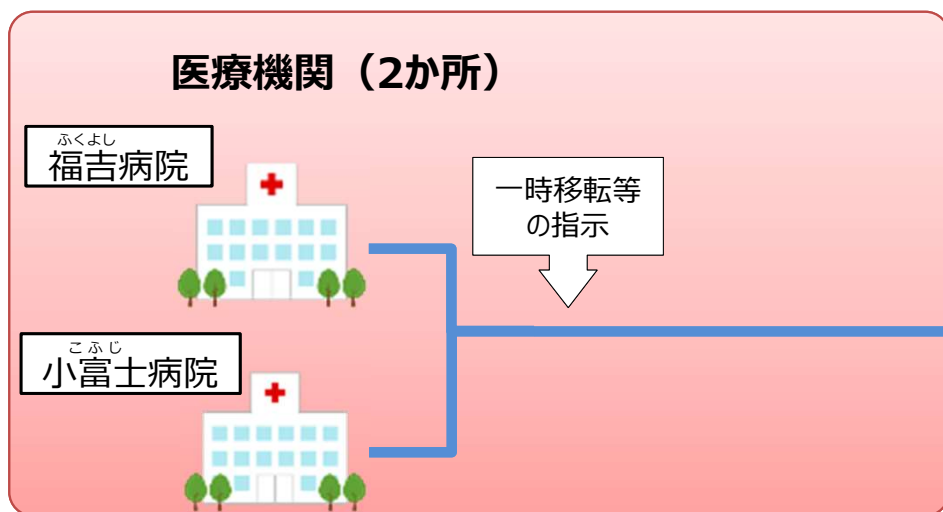 医療機関（2か所）
ふくよし
福吉病院
一時移転等
の指示
こふじ
小富士病院